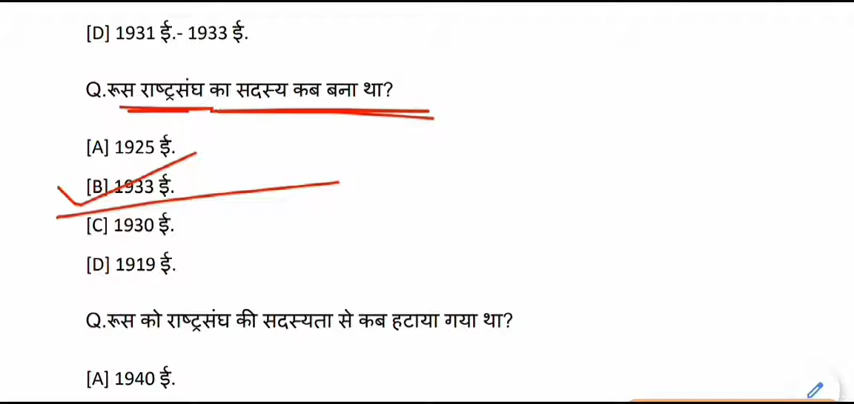 [D] 1931 ई.- 1933 ई.
Q.रूस राष्ट्रसंघ का सदस्य कब बना था?
[A] 1925 ई.
[B] 1933 ई.
[C] 1930 ई.
[D] 1919 ई.
Q.रूस को राष्ट्रसंघ की सदस्यता से कब हटाया गया था?
[A] 1940 ई.